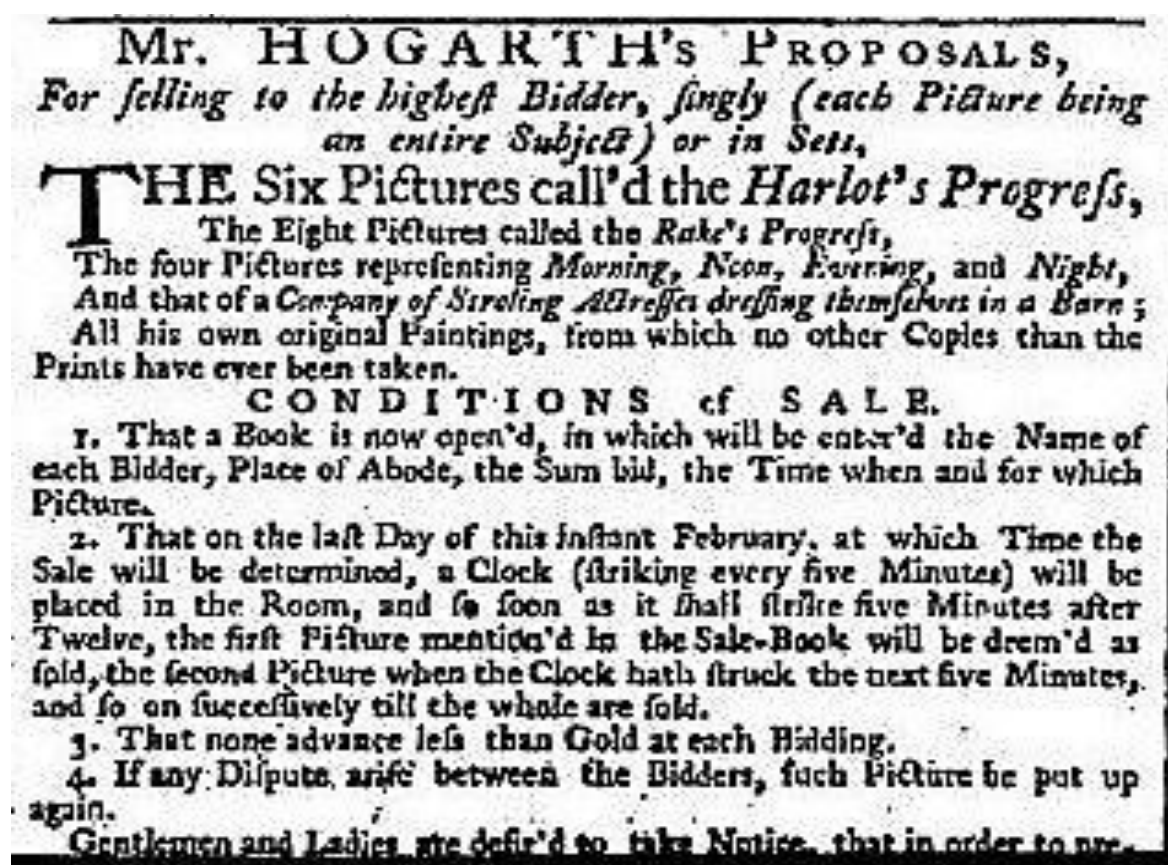 Mr. HOGARTH's PROPOSALS,
For ſelling to the higheſt Bidder, ſingly (each Picture being
an entire Subject) or in Sets,
THE Six Pictures call'd the Harlot's Progreſs,
The Eight Pictures called the Rake's Progreſs,
The four Pictures repreſenting Morning, Noon, Evening, and Night,
And that of a Company of Stroling Actreſſes dreſſing themſelves in a Barn;
All his own original Paintings, from which no other Copies than the
Prints have ever been taken.
CONDITIONS of SALE.
1. That a Book is now open'd, in which will be enter'd the Name of
each Bidder, Place of Abode, the Sum bid, the Time when and for which
Picture.
2. That on the laſt Day of this inſtant February, at which Time the
Sale will be determined, a Clock (ſtriking every five Minutes) will be
placed in the Room, and ſo ſoon as it ſhall ſtrike five Minutes after
Twelve, the firſt Picture mention'd in the Sale-Book will be deem'd as
ſold, the ſecond Picture when the Clock hath ſtruck the next five Minutes,
and ſo on ſucceſſively till the whole are ſold.
3. That none advance leſs than Gold at each Bidding.
4. If any Diſpute ariſe between the Bidders, ſuch Picture be put up
again.
Gentlemen and Ladies are deſir'd to take Notice, that in order to pre-